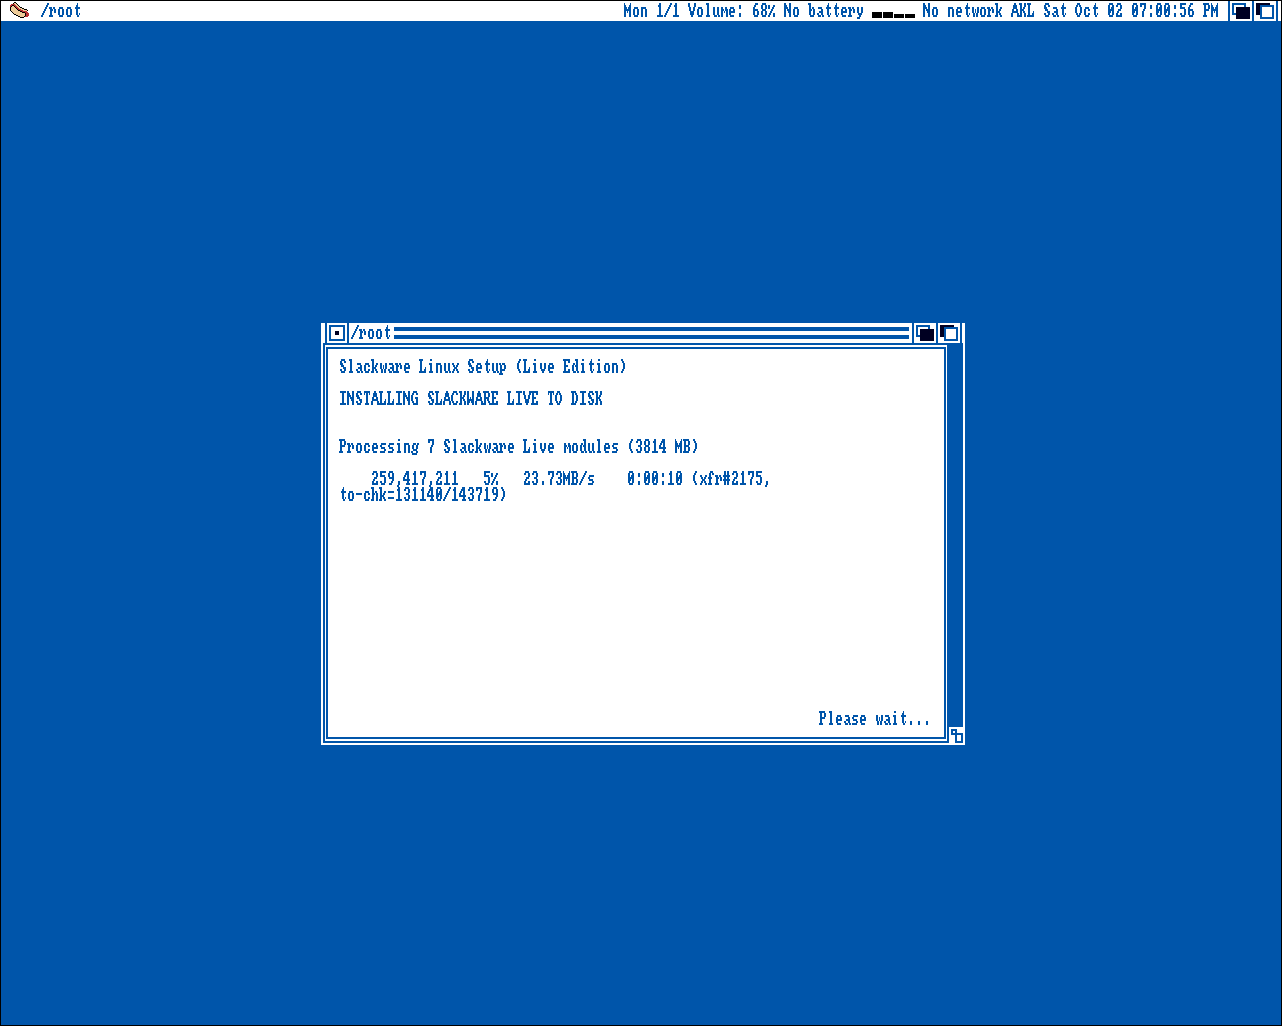 /root
Mon 1/1 Volume: 68% No battery No network AKL Sat Oct 02 07:00:56 PM
/root
Slackware Linux Setup (Live Edition)
INSTALLING SLACKWARE LIVE TO DISK
Processing 7 Slackware Live modules (3814 MB)
259,417,211 5% 23.73MB/s 0:00:10 (xfr#2175,
to-chk=131140/143719)
Please wait...